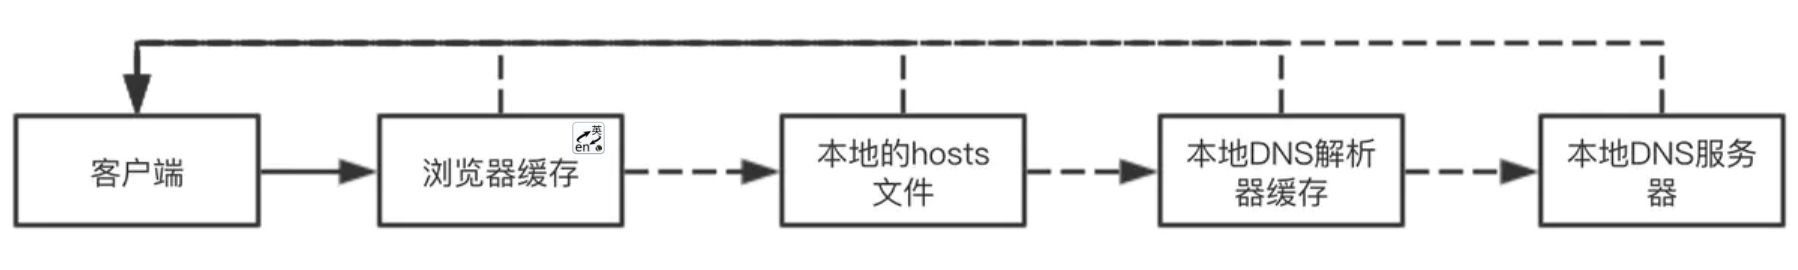 客户端
浏览器缓存
英
en
本地的hosts
文件
本地DNS解析
器缓存
本地DNS服务
器